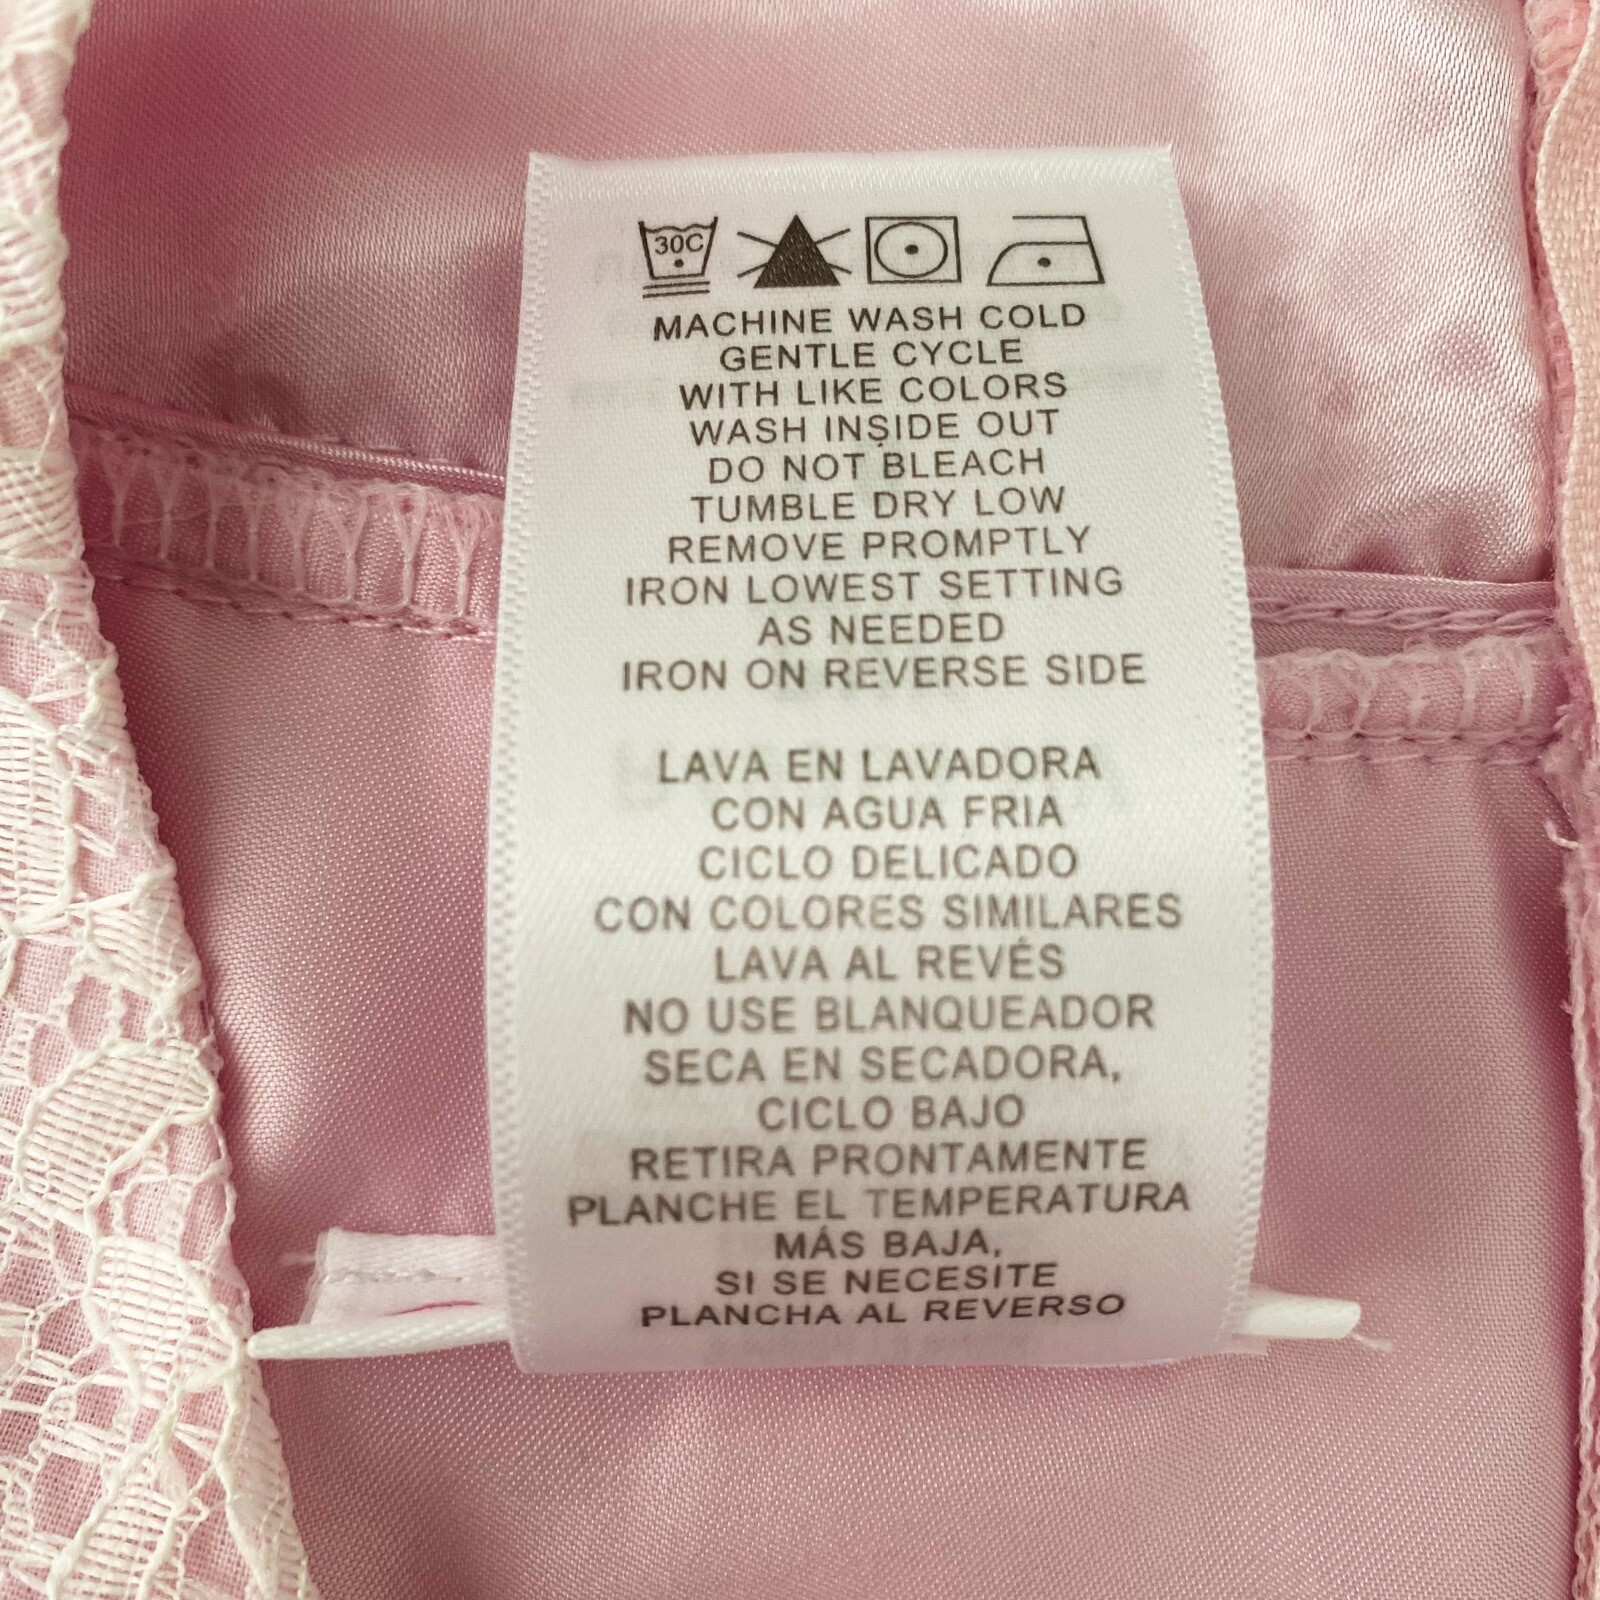 30C
MACHINE WASH COLD
GENTLE CYCLE
WITH LIKE COLORS
WASH INSIDE OUT
DO NOT BLEACH
TUMBLE DRY LOW
REMOVE PROMPTLY
IRON LOWEST SETTING
AS NEEDED
IRON ON REVERSE SIDE
LAVA EN LAVADORA
CON AGUA FRIA
CICLO DELICADO
CON COLORES SIMILARES
LAVA AL REVÉS
NO USE BLANQUEADOR
SECA EN SECADORA,
CICLO BAJO
RETIRA PRONTAMENTE
PLANCHE EL TEMPERATURA
MÁS BAJA,
SI SE NECESITE
PLANCHA AL REVERSO